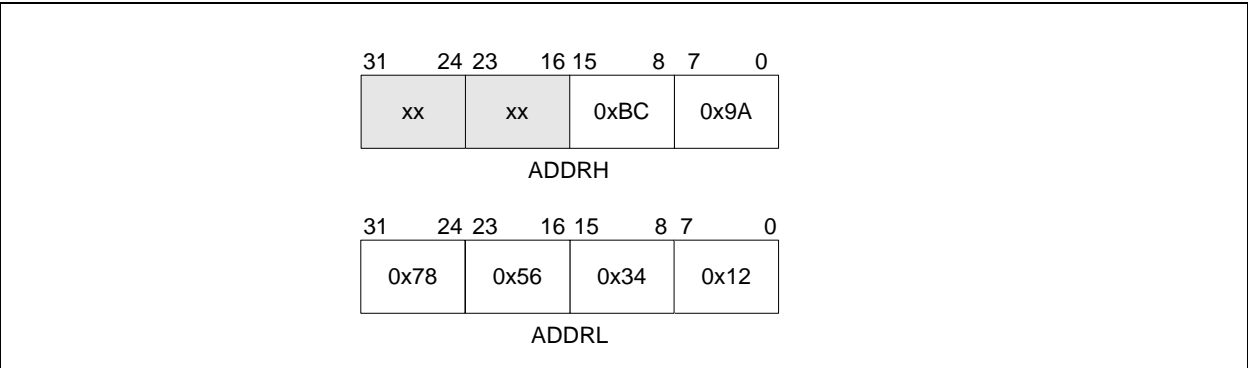 31 24 23 16 15 8 7 0
xx xx 0xBC 0x9A
ADDRH
31 24 23 16 15 8 7 0
0x78 0x56 0x34 0x12
ADDRL